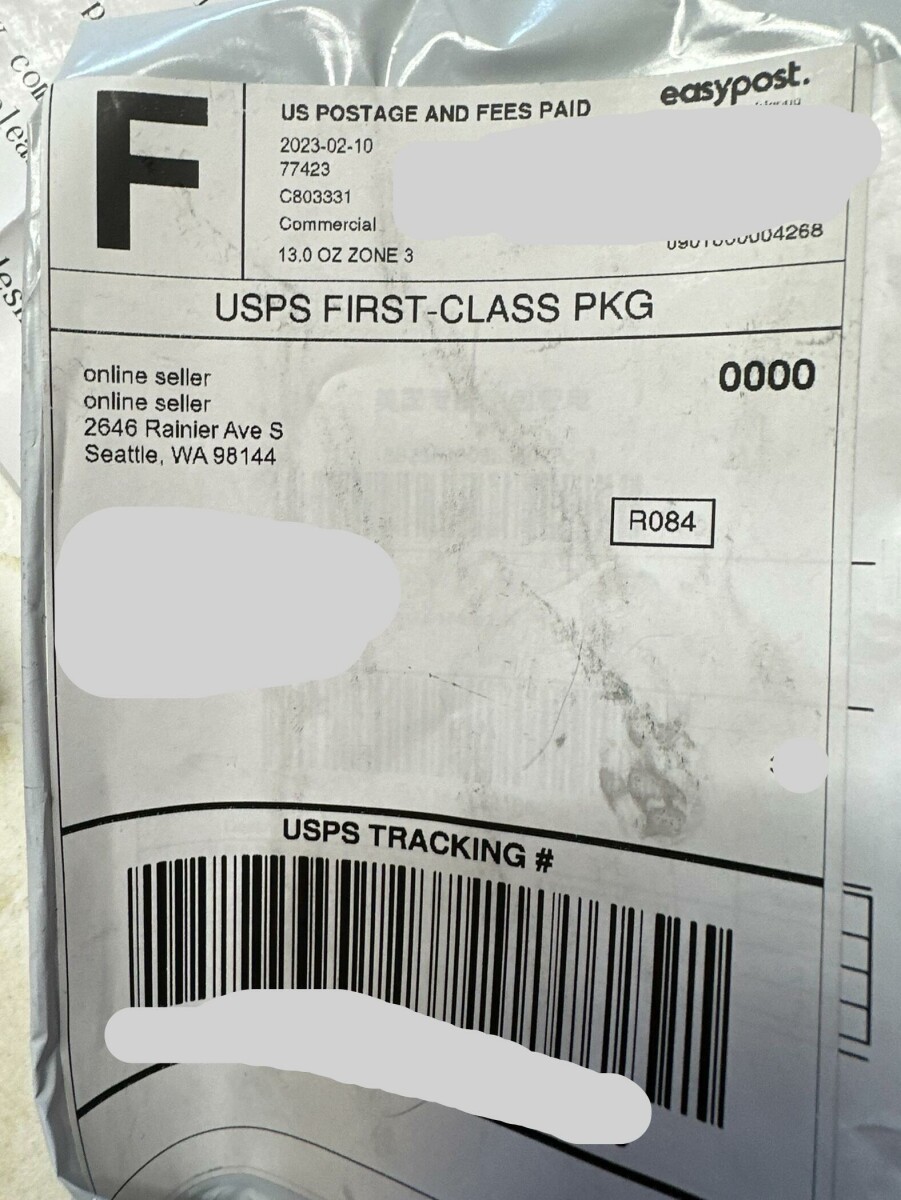 F
easypost.
US POSTAGE AND FEES PAID
2023-02-10
77423
C803331
Commercial
13.0 OZ ZONE 3
USPS FIRST-CLASS PKG
online seller
0000
online seller
2646 Rainier Ave S
Seattle, WA 98144
R084
USPS TRACKING #